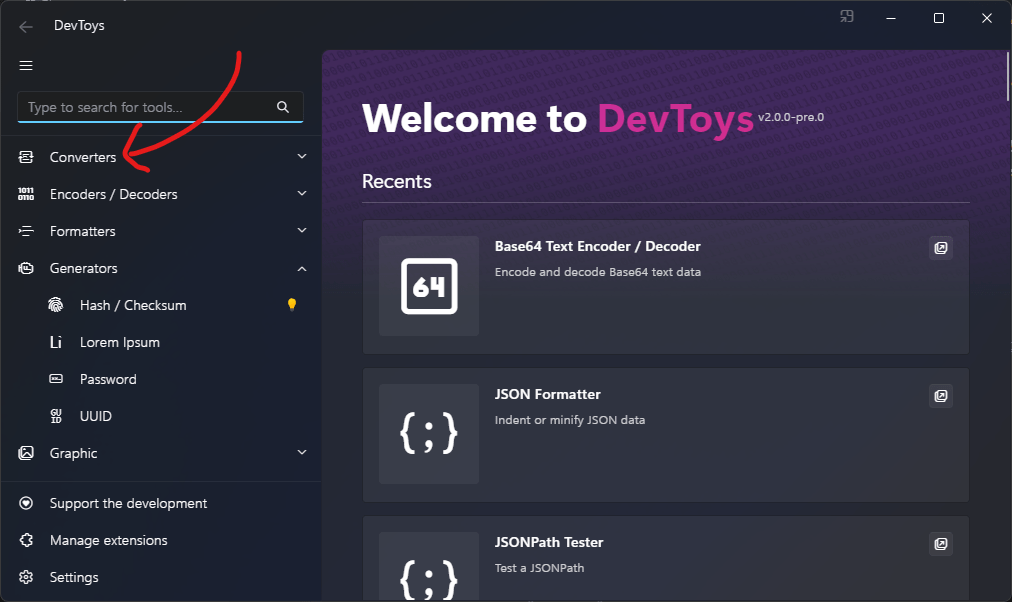 DevToys
Type to search for tools...
Converters
Encoders / Decoders
Formatters
Generators
Hash / Checksum
Lorem Ipsum
Password
UUID
Graphic
Support the development
Manage extensions
Settings
Welcome to DevToys v2.0.0-pre.0
Recents
64
Base64 Text Encoder / Decoder
Encode and decode Base64 text data
{;}
JSON Formatter
Indent or minify JSON data
{;}
JSONPath Tester
Test a JSONPath